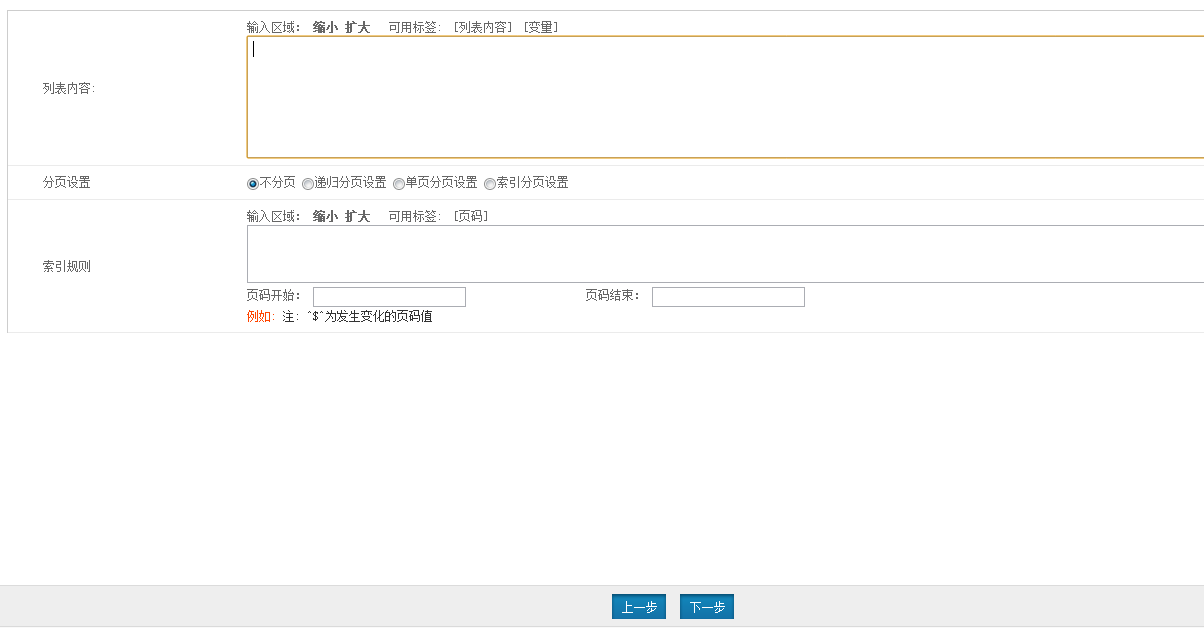 输入区域： 缩小 扩大 可用标签: [列表内容] [变量]
列表内容:
分页设置 不分页 递归分页设置 单页分页设置 索引分页设置
输入区域： 缩小 扩大 可用标签: [页码]
索引规则
页码开始： 页码结束：
例如: 注: ^$^为发生变化的页码值
上一步 下一步